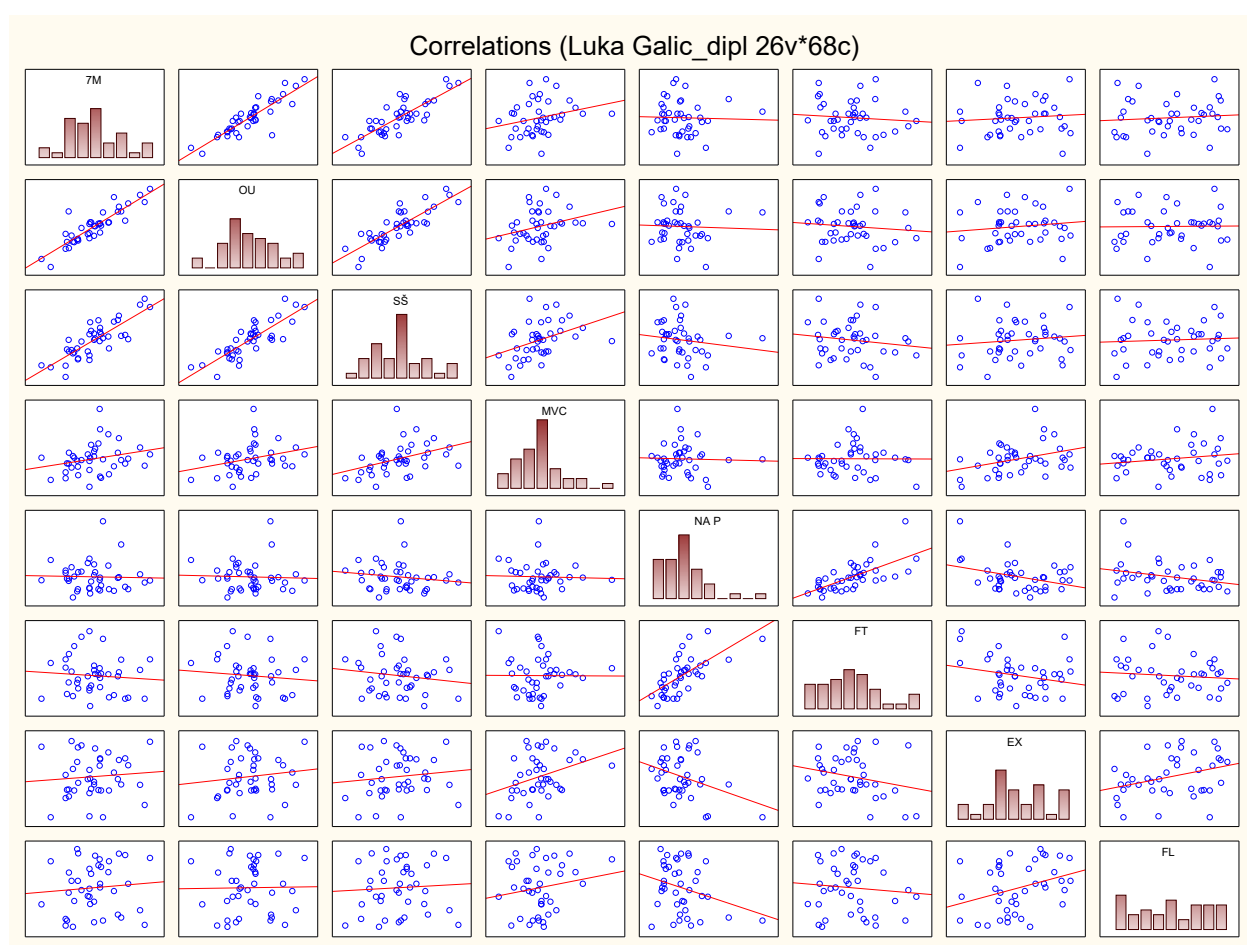 Correlations (Luka Galic_dipl 26v*68c)
7M
OU
SŠ
MVC
NA P
FT
EX
FL